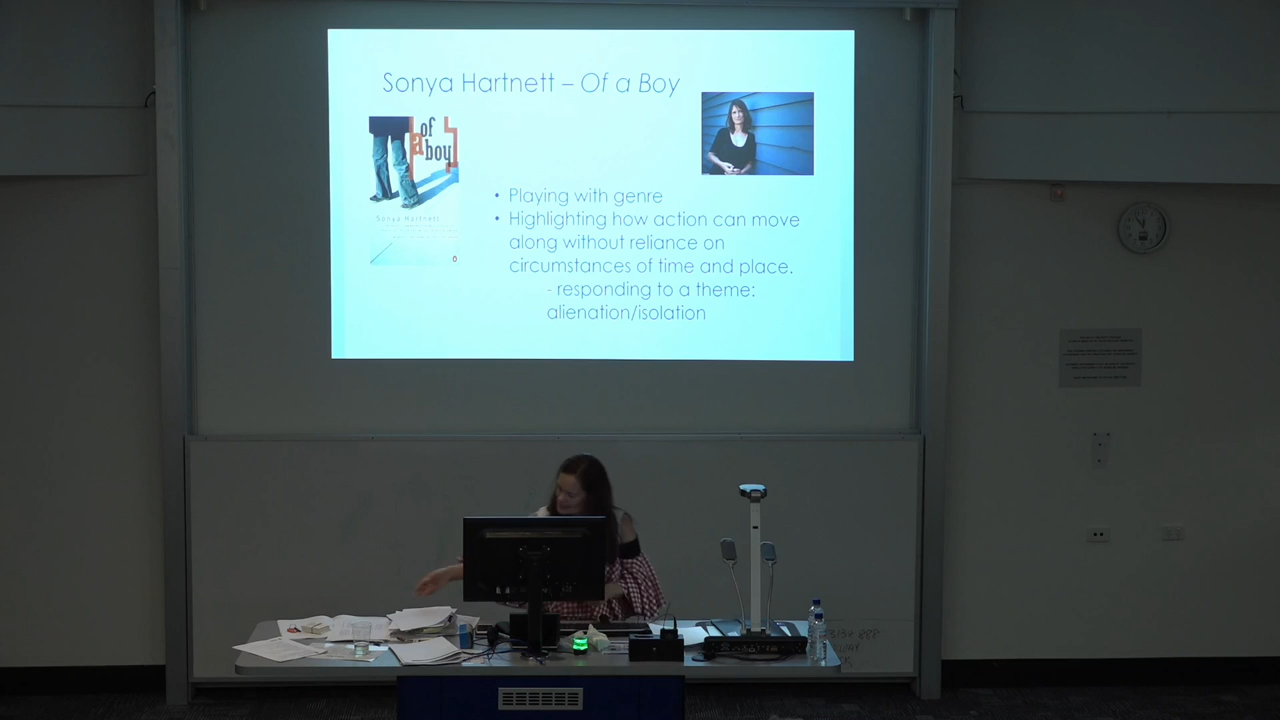 Sonya Hartnett – Of a Boy
of
a
boy
Sonya Hartnett
• Playing with genre
• Highlighting how action can move
along without reliance on
circumstances of time and place.
- responding to a theme:
alienation/isolation